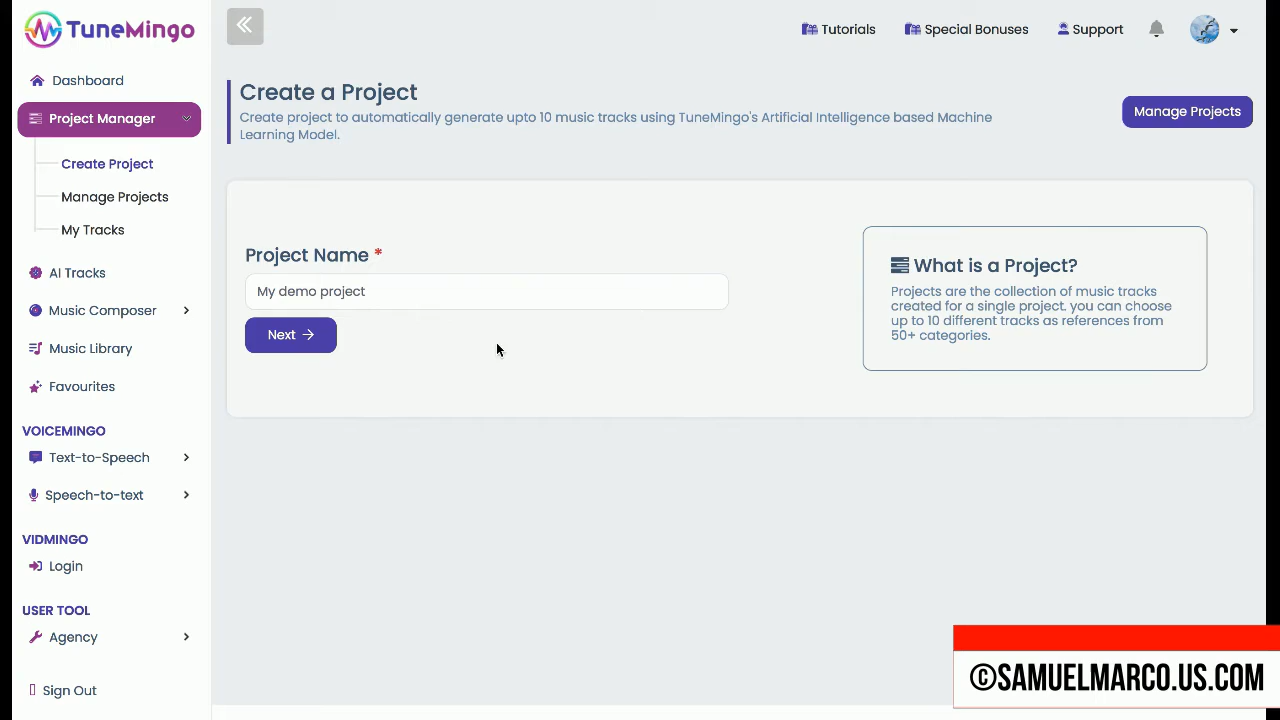 TuneMingo
Tutorials
Special Bonuses
Support
Dashboard
Project Manager
Create Project
Manage Projects
My Tracks
AI Tracks
Music Composer
Music Library
Favourites
VOICEMINGO
Text-to-Speech
Speech-to-text
VIDMINGO
Login
USER TOOL
Agency
Sign Out
Create a Project
Create project to automatically generate upto 10 music tracks using TuneMingo's Artificial Intelligence based Machine
Learning Model.
Manage Projects
Project Name *
My demo project
Next →
What is a Project?
Projects are the collection of music tracks
created for a single project. you can choose
up to 10 different tracks as references from
50+ categories.
©SAMUELMARCO.US.COM